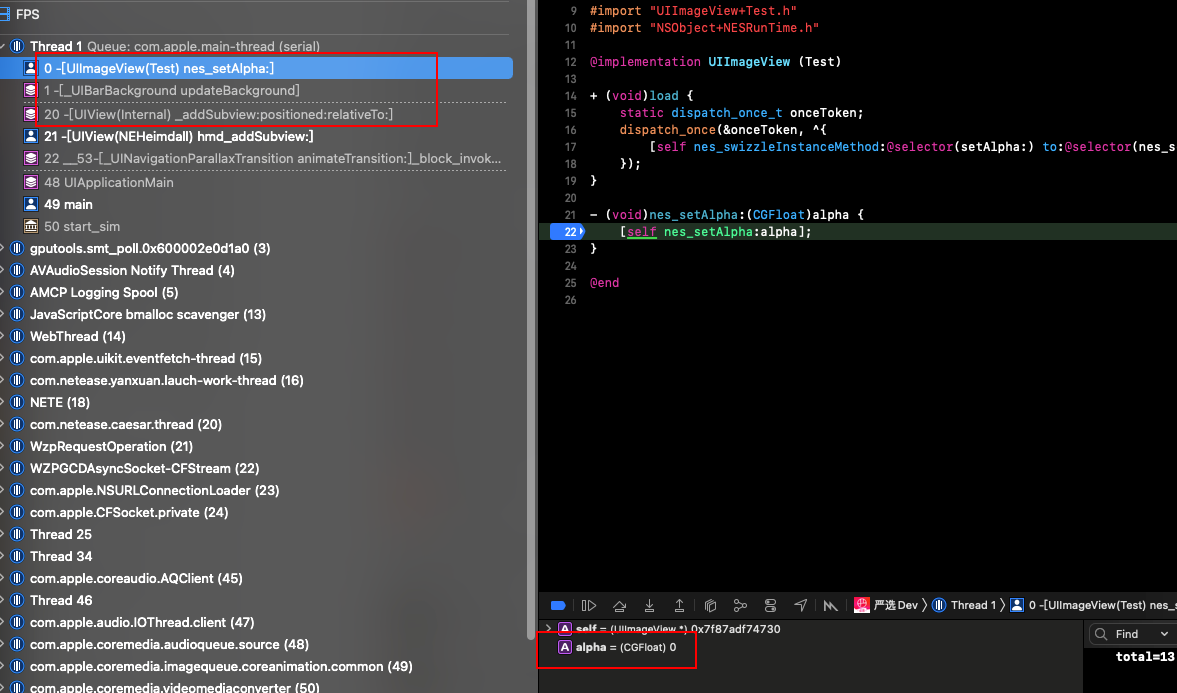 FPS
Thread 1 Queue: com.apple.main-thread (serial)
0 -[UIImageView(Test) nes_setAlpha:]
1 -[_UIBarBackground updateBackground]
20 -[UIView(Internal) _addSubview:positioned:relativeTo:]
21 -[UIView(NEHeimdall) hmd_addSubview:]
22 __53-[_UINavigationParallaxTransition animateTransition:]_block_invok...
48 UIApplicationMain
49 main
50 start_sim
gputools.smt_poll.0x600002e0d1a0 (3)
AVAudioSession Notify Thread (4)
AMCP Logging Spool (5)
JavaScriptCore bmalloc scavenger (13)
WebThread (14)
com.apple.uikit.eventfetch-thread (15)
com.netease.yanxuan.lauch-work-thread (16)
NETE (18)
com.netease.caesar.thread (20)
WzpRequestOperation (21)
WZPGCDAsyncSocket-CFStream (22)
com.apple.NSURLConnectionLoader (23)
com.apple.CFSocket.private (24)
Thread 25
Thread 34
com.apple.coreaudio.AQClient (45)
Thread 46
com.apple.audio.IOThread.client (47)
com.apple.coremedia.audioqueue.source (48)
com.apple.coremedia.imagequeue.coreanimation.common (49)
com.apple.coremedia.videomediaconverter (50)
9 #import "UIImageView+Test.h"
10 #import "NSObject+NESRunTime.h"
11
12 @implementation UIImageView (Test)
13
14 + (void)load {
15 static dispatch_once_t onceToken;
16 dispatch_once(&onceToken, ^{
17 [self nes_swizzleInstanceMethod:@selector(setAlpha:) to:@selector(nes_s
18 });
19 }
20
21 - (void)nes_setAlpha:(CGFloat)alpha {
22 [self nes_setAlpha:alpha];
23 }
24
25 @end
26
严选 Dev 〉 Thread 1 〉 0 -[UIImageView(Test) nes_s
A self = (UIImageView *) 0x7f87adf74730
A alpha = (CGFloat) 0
Find
total=13